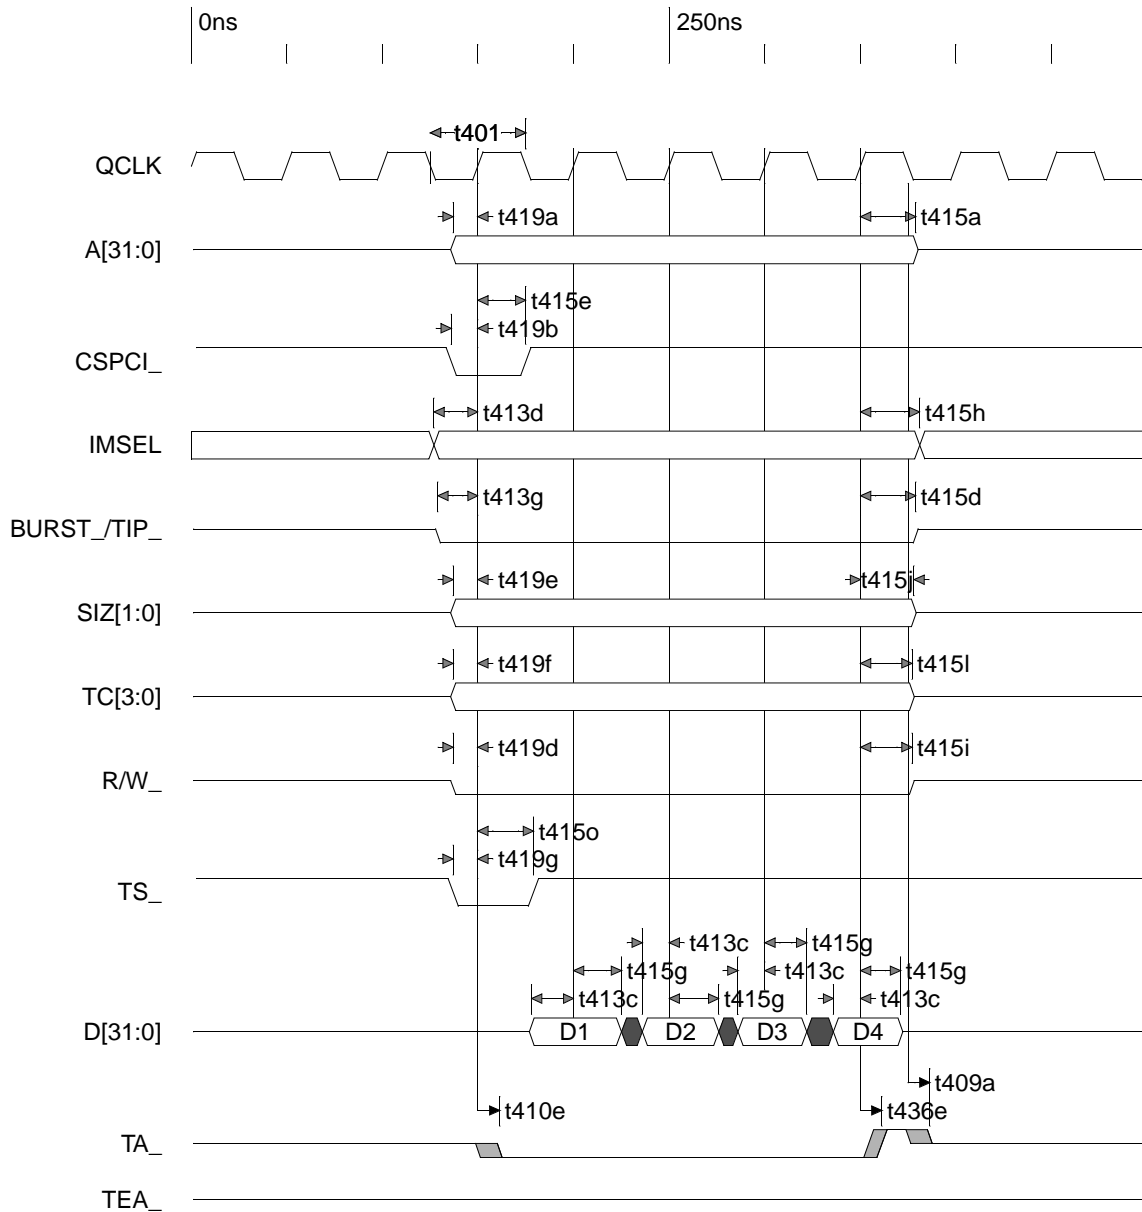 0ns 250ns
t401
QCLK
t419a t415a
A[31:0]
t415e
t419b
CSPCI_
t413d t415h
IMSEL
t413g t415d
BURST_/TIP_
t419e t415j
SIZ[1:0]
t419f t415l
TC[3:0]
t419d t415i
R/W_
t415o
t419g
TS_
t413c t415g
t415g t413c t415g
t413c t415g t413c
D[31:0] D1 D2 D3 D4
t409a
t410e t436e
TA_
TEA_